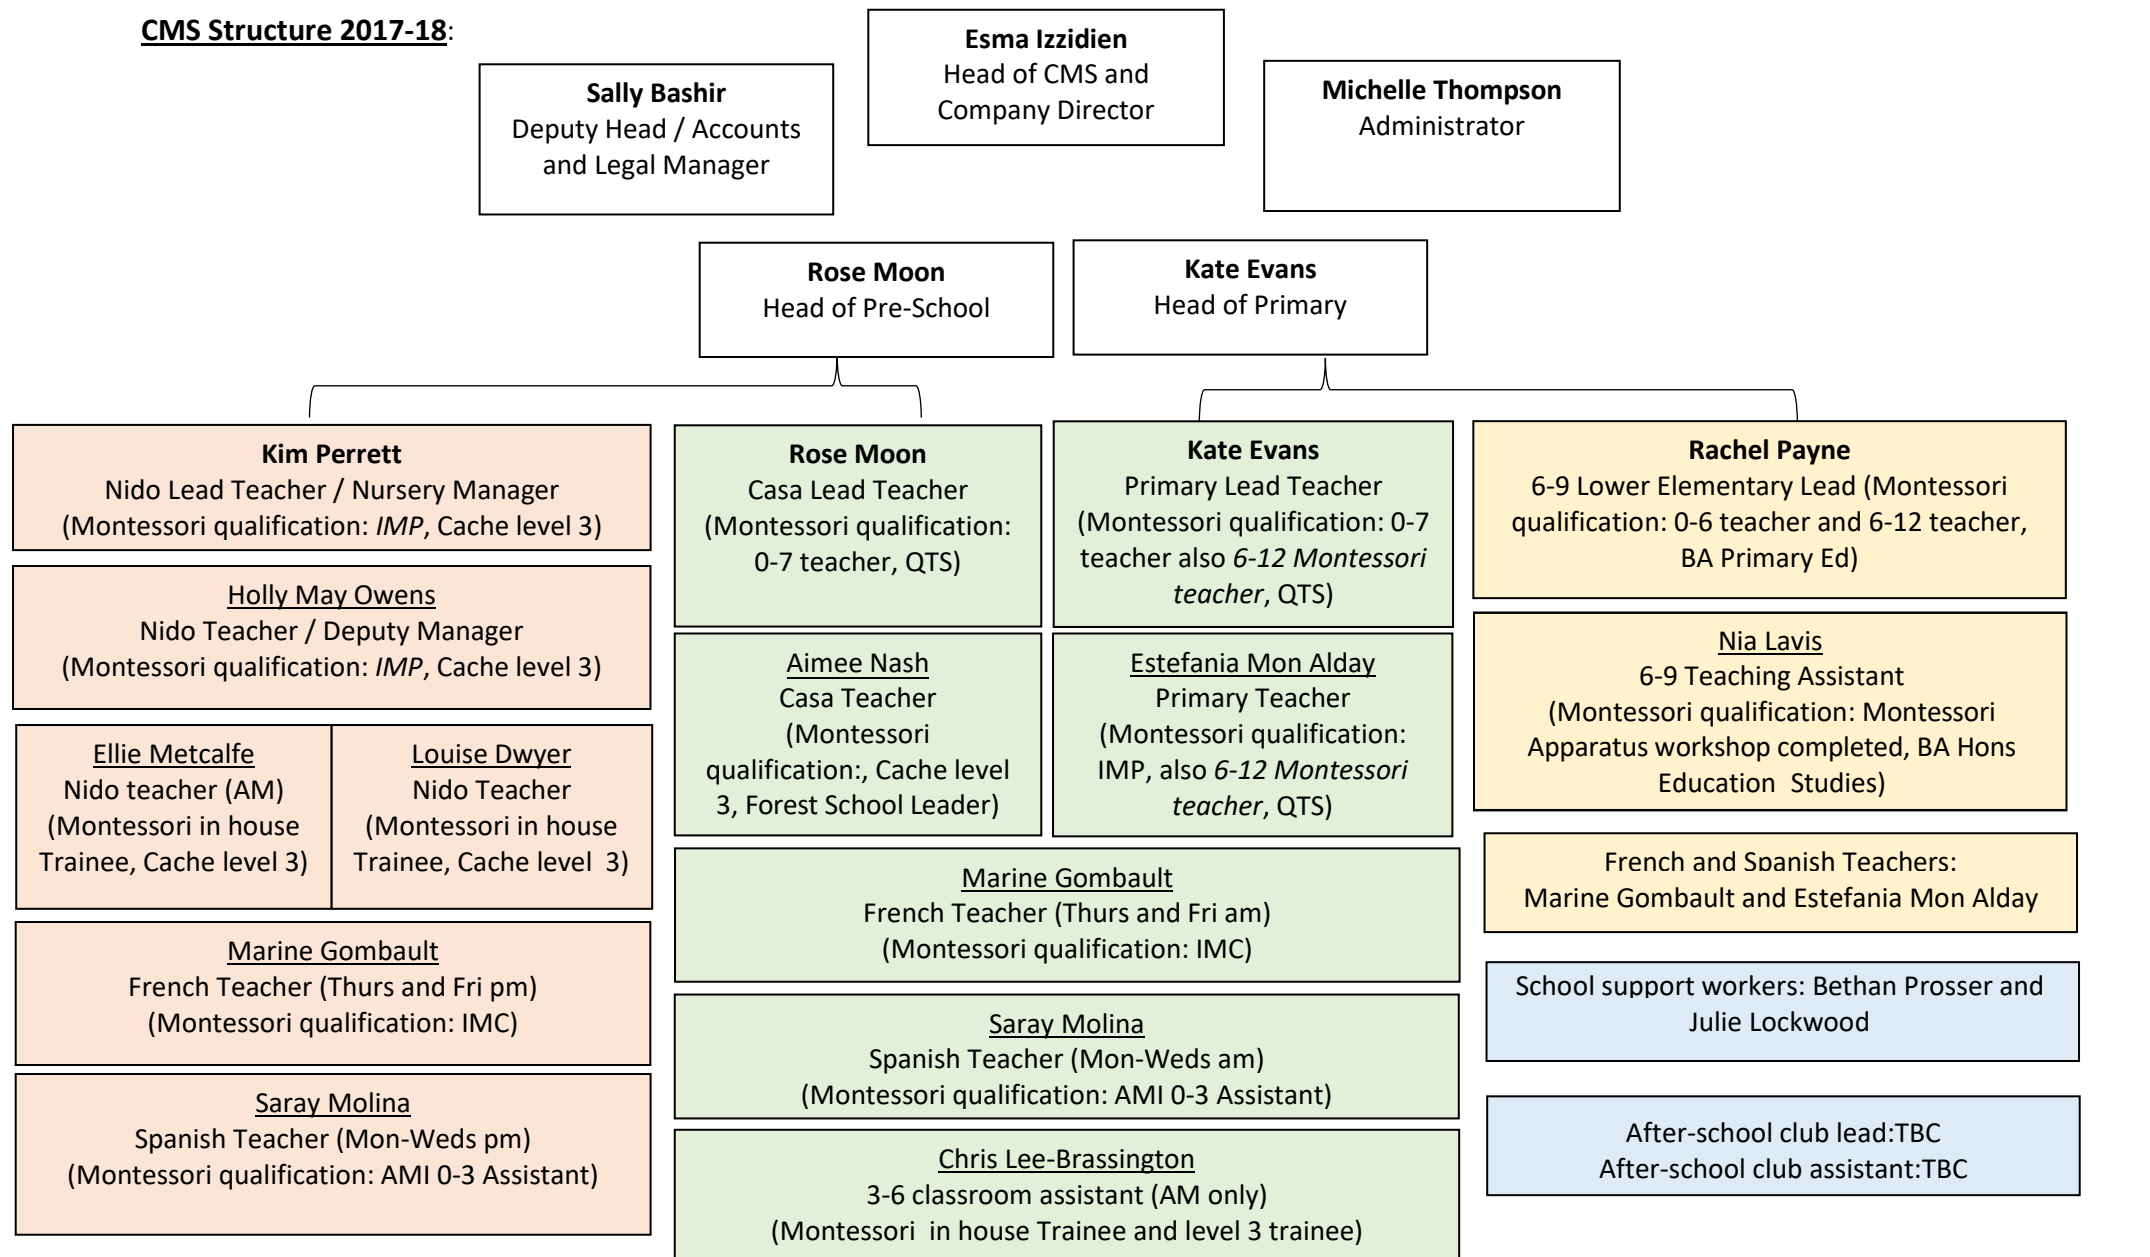 CMS Structure 2017-18:
Esma Izzidien
Head of CMS and
Company Director
Sally Bashir
Deputy Head / Accounts
and Legal Manager
Michelle Thompson
Administrator
Rose Moon
Head of Pre-School
Kate Evans
Head of Primary
Kim Perrett
Nido Lead Teacher / Nursery Manager
(Montessori qualification: IMP, Cache level 3)
Holly May Owens
Nido Teacher / Deputy Manager
(Montessori qualification: IMP, Cache level 3)
Ellie Metcalfe
Nido teacher (AM)
(Montessori in house
Trainee, Cache level 3)
Louise Dwyer
Nido Teacher
(Montessori in house
Trainee, Cache level  3)
Marine Gombault
French Teacher (Thurs and Fri pm)
(Montessori qualification: IMC)
Saray Molina
Spanish Teacher (Mon-Weds pm)
(Montessori qualification: AMI 0-3 Assistant)
Rose Moon
Casa Lead Teacher
(Montessori qualification:
0-7 teacher, QTS)
Aimee Nash
Casa Teacher
(Montessori
qualification:, Cache level
3, Forest School Leader)
Kate Evans
Primary Lead Teacher
(Montessori qualification: 0-7
teacher also 6-12 Montessori
teacher, QTS)
Estefania Mon Alday
Primary Teacher
(Montessori qualification:
IMP, also 6-12 Montessori
teacher, QTS)
Marine Gombault
French Teacher (Thurs and Fri am)
(Montessori qualification: IMC)
Saray Molina
Spanish Teacher (Mon-Weds am)
(Montessori qualification: AMI 0-3 Assistant)
Chris Lee-Brassington
3-6 classroom assistant (AM only)
(Montessori  in house Trainee and level 3 trainee)
Rachel Payne
6-9 Lower Elementary Lead (Montessori
qualification: 0-6 teacher and 6-12 teacher,
BA Primary Ed)
Nia Lavis
6-9 Teaching Assistant
(Montessori qualification: Montessori
Apparatus workshop completed, BA Hons
Education  Studies)
French and Spanish Teachers:
Marine Gombault and Estefania Mon Alday
School support workers: Bethan Prosser and
Julie Lockwood
After-school club lead:TBC
After-school club assistant:TBC